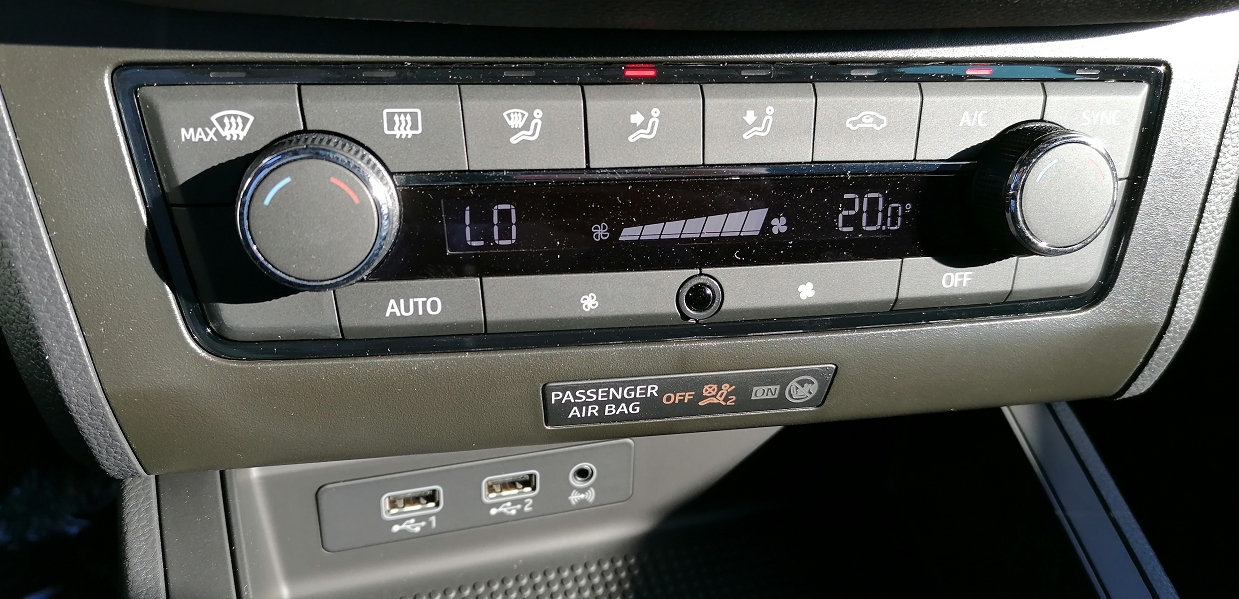 MAX
A/C
SYNC
LO
20.0°
AUTO
OFF
PASSENGER
AIR BAG
OFF
2
ON
1
2